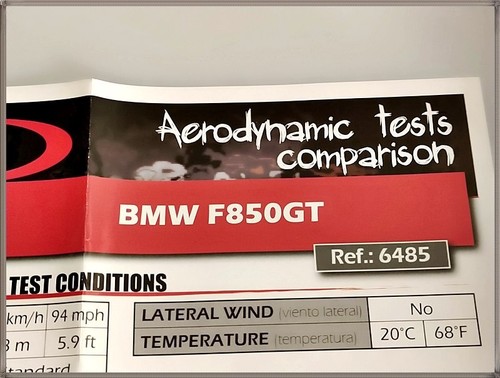 Aerodynamic tests
comparison
BMW F850GT
Ref.: 6485
TEST CONDITIONS
km/h 94 mph
m 5.9 ft
LATERAL WIND (viento lateral) No
TEMPERATURE (temperatura) 20°C 68°F